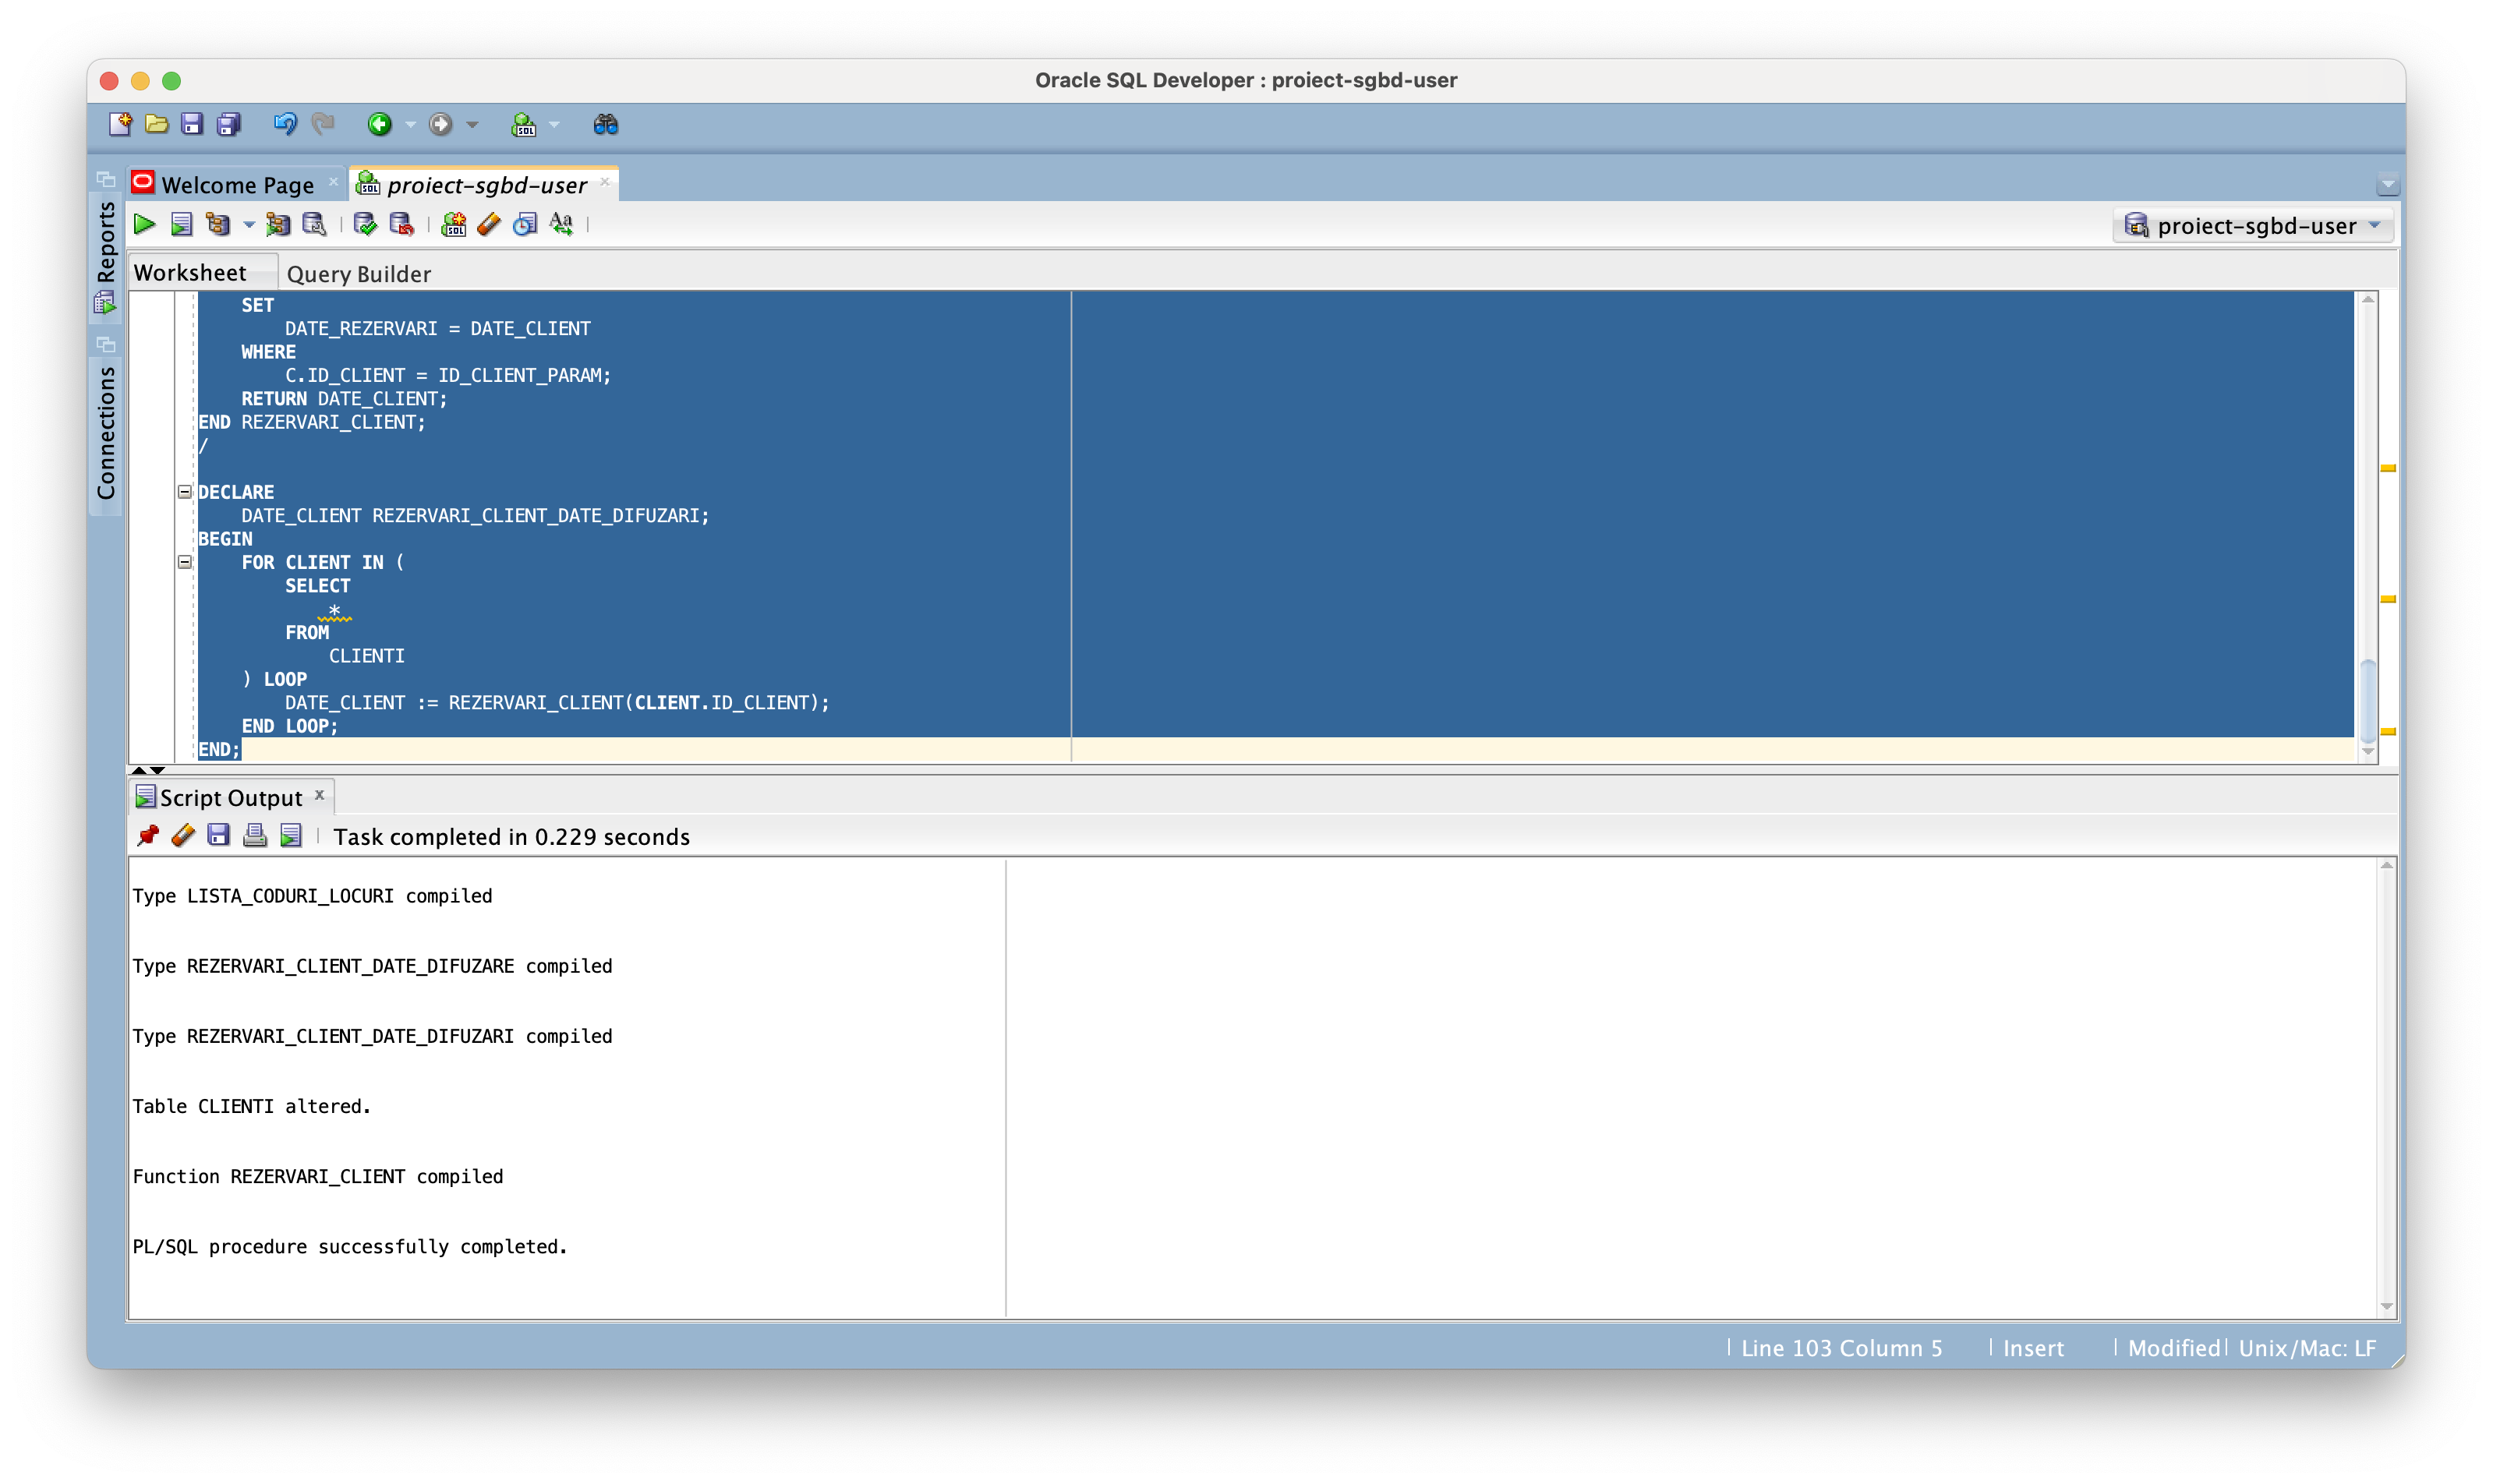 Oracle SQL Developer : proiect-sgbd-user
Welcome Page
proiect-sgbd-user
Reports
Connections
proiect-sgbd-user
Worksheet
Query Builder
SET
DATE_REZERVARI = DATE_CLIENT
WHERE
C.ID_CLIENT = ID_CLIENT_PARAM;
RETURN DATE_CLIENT;
END REZERVARI_CLIENT;
/
DECLARE
DATE_CLIENT REZERVARI_CLIENT_DATE_DIFUZARI;
BEGIN
FOR CLIENT IN (
SELECT
*
FROM
CLIENTI
) LOOP
DATE_CLIENT := REZERVARI_CLIENT(CLIENT.ID_CLIENT);
END LOOP;
END;
Script Output
Task completed in 0.229 seconds
Type LISTA_CODURI_LOCURI compiled
Type REZERVARI_CLIENT_DATE_DIFUZARE compiled
Type REZERVARI_CLIENT_DATE_DIFUZARI compiled
Table CLIENTI altered.
Function REZERVARI_CLIENT compiled
PL/SQL procedure successfully completed.
Line 103 Column 5
Insert
Modified
Unix/Mac: LF